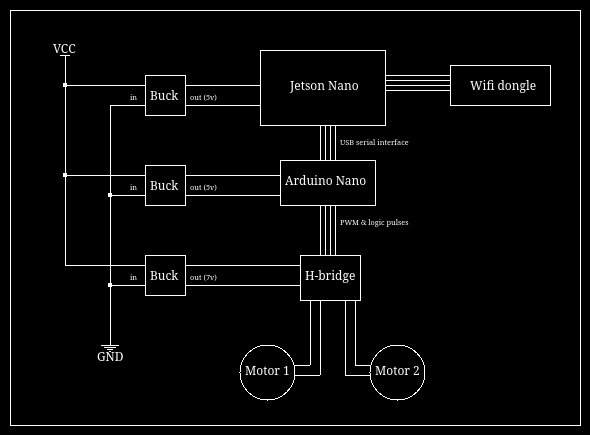 VCC
Jetson Nano
Wifi dongle
Buck
in
out (5v)
USB serial interface
Arduino Nano
Buck
in
out (5v)
PWM & logic pulses
Buck
in
out (7v)
H-bridge
GND
Motor 1
Motor 2